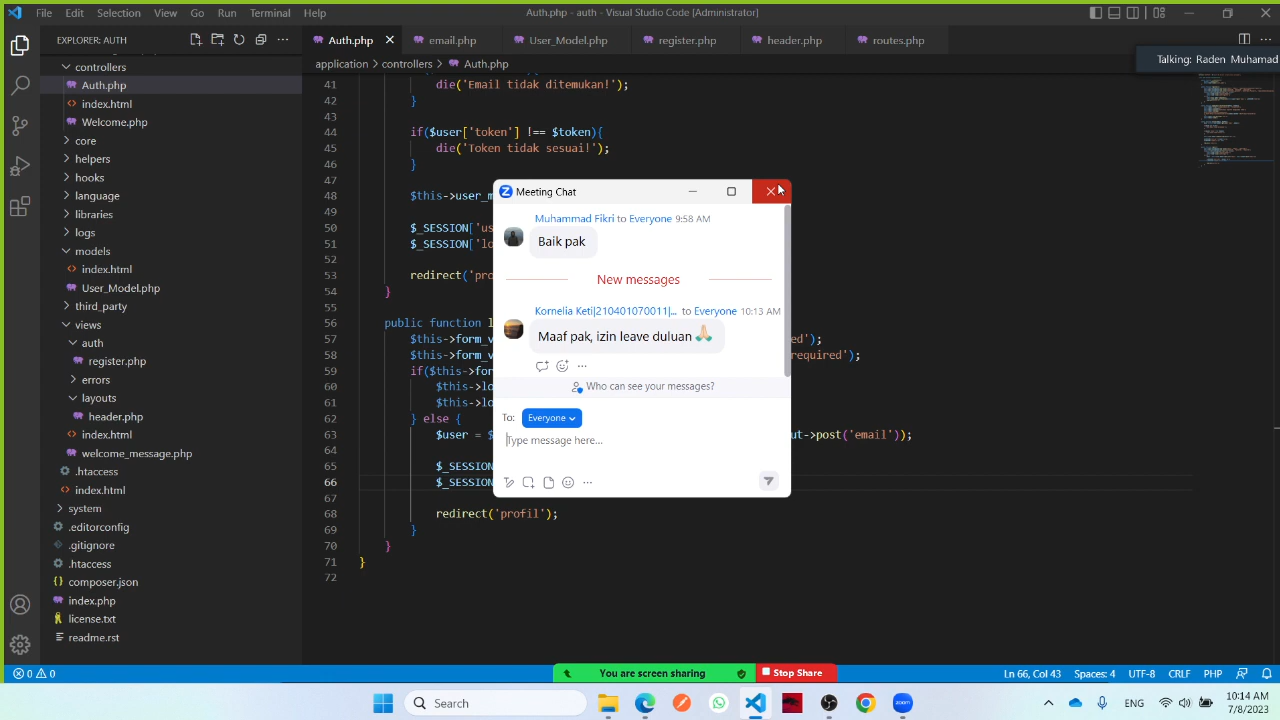 File Edit Selection View Go Run Terminal Help
Auth.php - auth - Visual Studio Code [Administrator]
EXPLORER: AUTH
Auth.php
email.php
User_Model.php
register.php
header.php
routes.php
application > controllers > Auth.php
Talking: Raden Muhamad
controllers
Auth.php
index.html
Welcome.php
core
helpers
hooks
language
libraries
logs
models
index.html
User_Model.php
third_party
views
auth
register.php
errors
layouts
header.php
index.html
welcome_message.php
.htaccess
index.html
system
.editorconfig
.gitignore
.htaccess
composer.json
index.php
license.txt
readme.rst
41 die('Email tidak ditemukan!');
42 }
43
44 if($user['token'] !== $token){
45 die('Token tidak sesuai!');
46 }
47
48 $this->user_m
49
50 $_SESSION['us
51 $_SESSION['lo
52
53 redirect('pro
54 }
55
56 public function l
57 $this->form_v ed');
58 $this->form_v required');
59 if($this->for
60 $this->lo
61 $this->lo
62 } else {
63 $user = $ ut->post('email'));
64
65 $_SESSION
66 $_SESSION
67
68 redirect('profil');
69 }
70 }
71 }
72
Meeting Chat
Muhammad Fikri to Everyone 9:58 AM
Baik pak
New messages
Kornelia Keti|210401070011|... to Everyone 10:13 AM
Maaf pak, izin leave duluan 🙏🏻
Who can see your messages?
To: Everyone
Type message here...
0 0
You are screen sharing
Stop Share
Ln 66, Col 43 Spaces: 4 UTF-8 CRLF PHP
Search
zoom
ENG
10:14 AM
7/8/2023